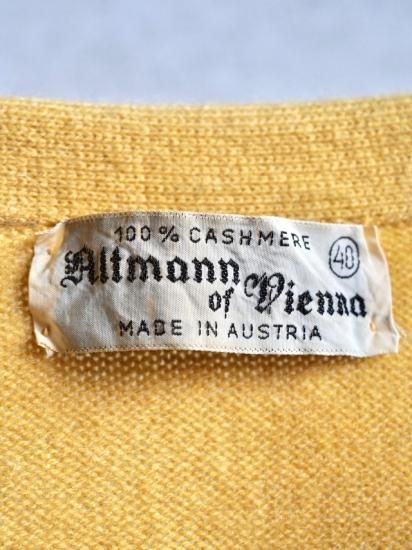 100% CASHMERE
40
Altmann
of Vienna
MADE IN AUSTRIA